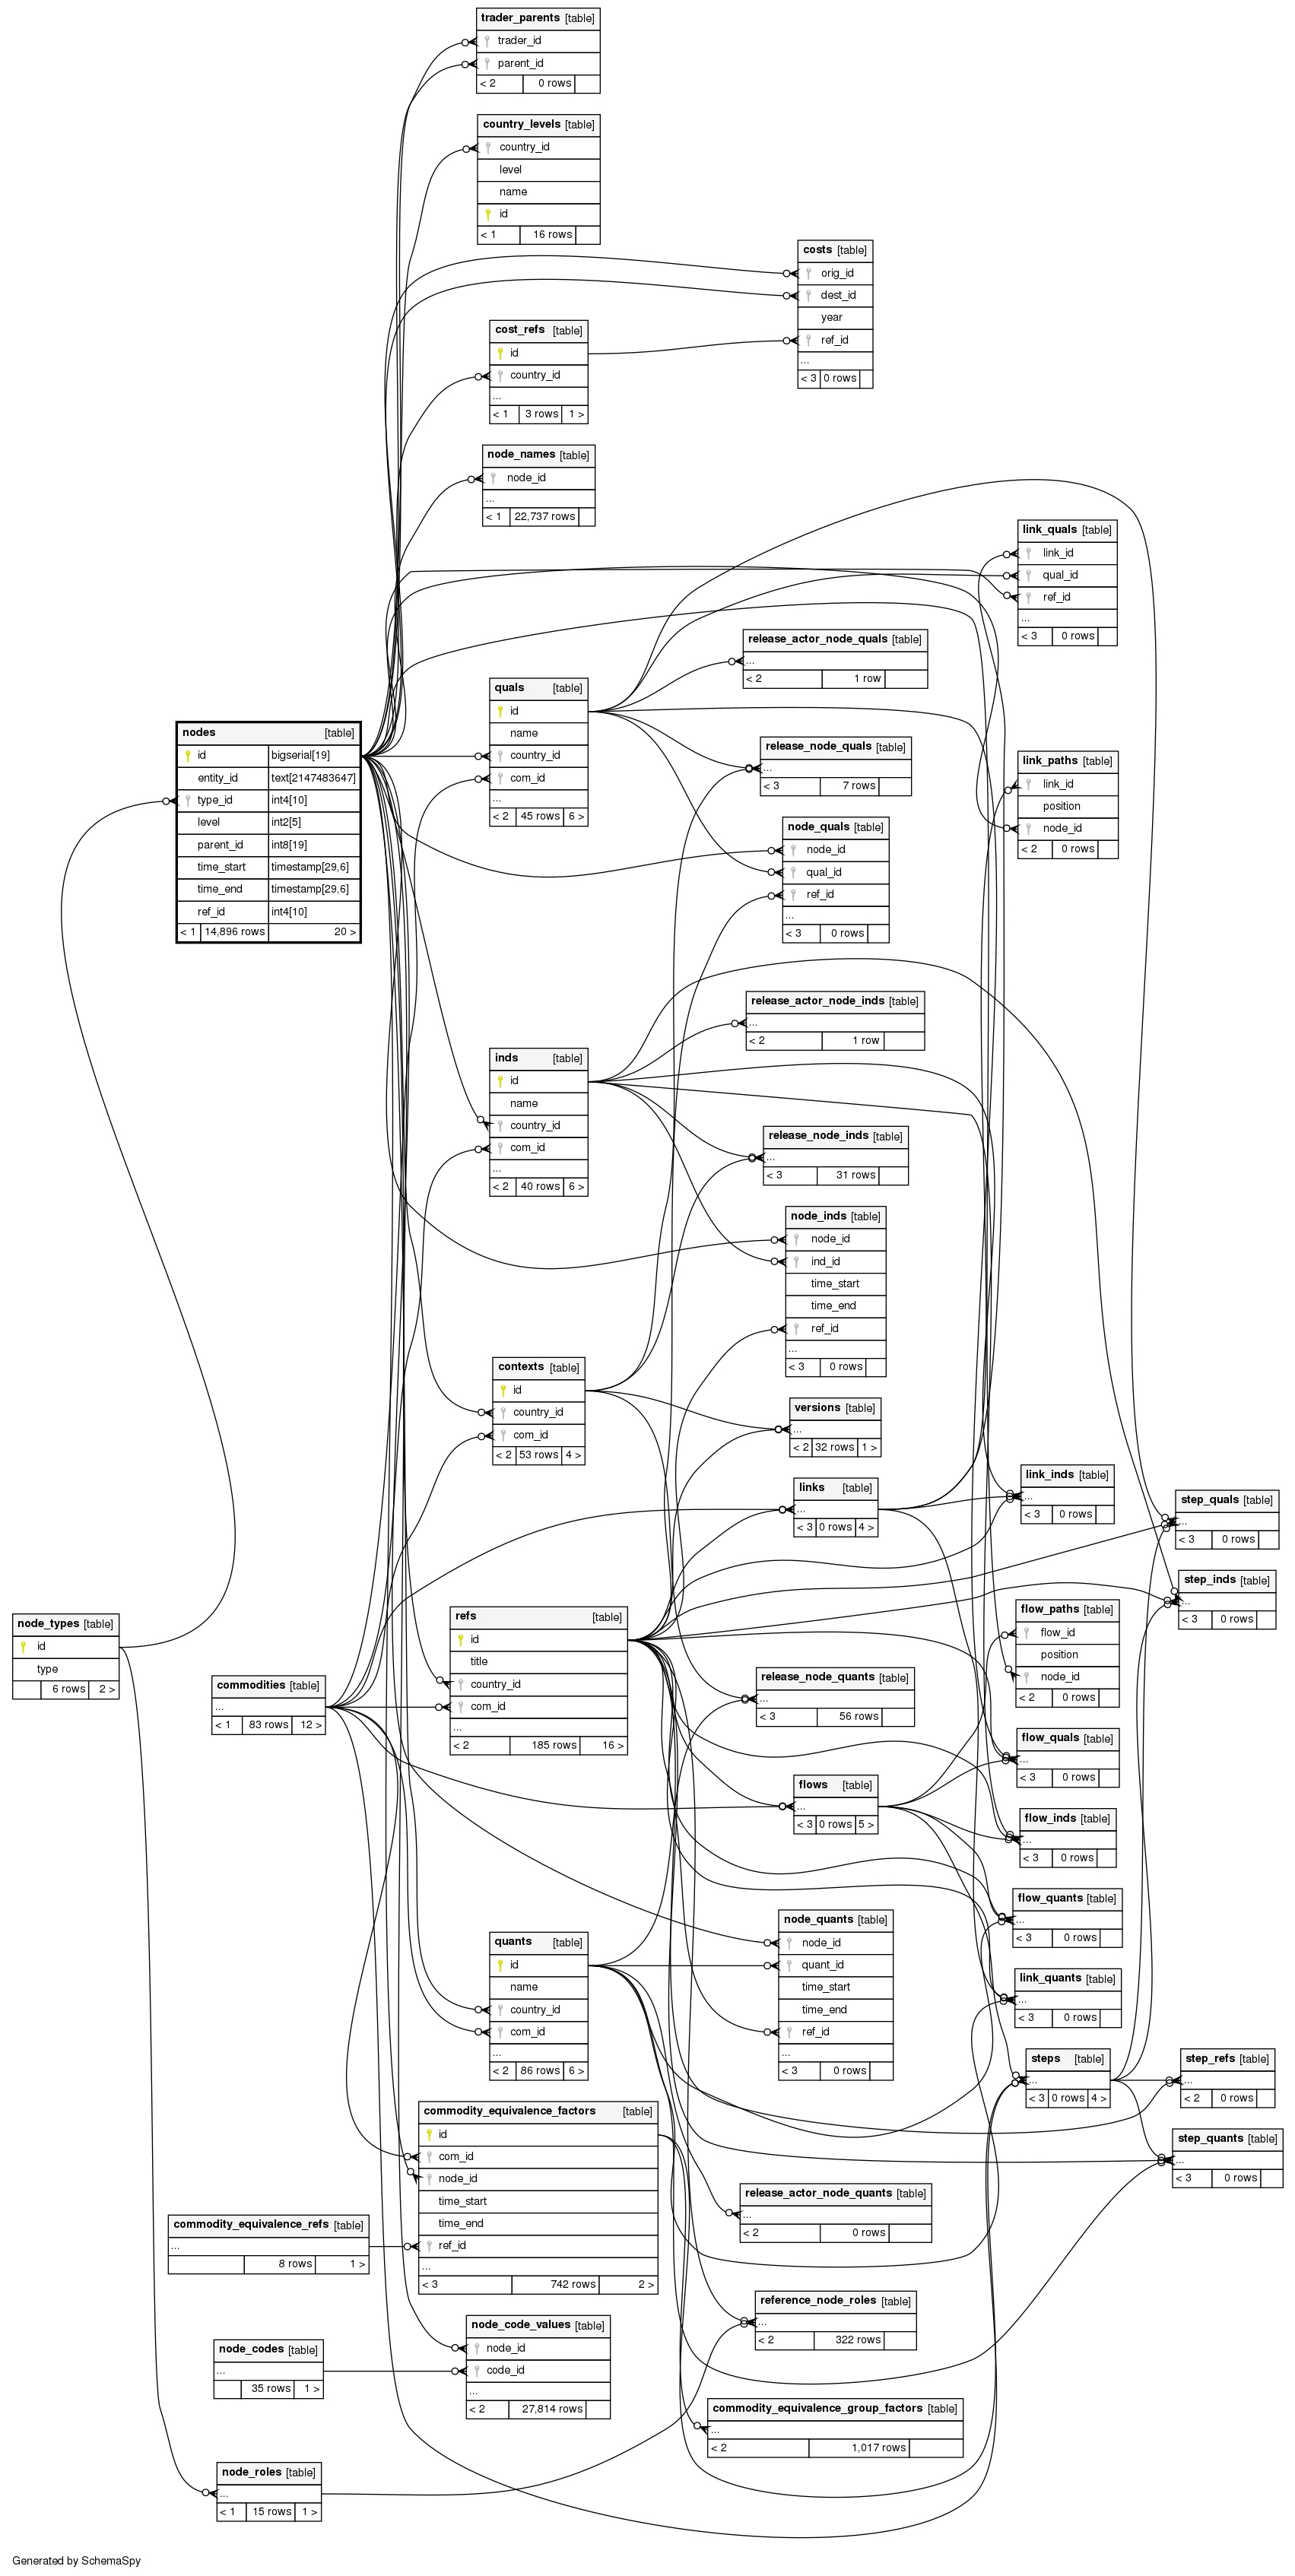 trader_parents [table]
trader_id
parent_id
< 2 0 rows
country_levels [table]
country_id
level
name
id
< 1 16 rows
costs [table]
orig_id
dest_id
year
ref_id
...
< 3 0 rows
cost_refs [table]
id
country_id
...
< 1 3 rows 1 >
node_names [table]
node_id
...
< 1 22,737 rows
link_quals [table]
link_id
qual_id
ref_id
...
< 3 0 rows
release_actor_node_quals [table]
...
< 2 1 row
quals [table]
id
name
country_id
com_id
...
< 2 45 rows 6 >
nodes [table]
id bigserial[19]
entity_id text[2147483647]
type_id int4[10]
level int2[5]
parent_id int8[19]
time_start timestamp[29,6]
time_end timestamp[29,6]
ref_id int4[10]
< 1 14,896 rows 20 >
release_node_quals [table]
...
< 3 7 rows
link_paths [table]
link_id
position
node_id
< 2 0 rows
node_quals [table]
node_id
qual_id
ref_id
...
< 3 0 rows
release_actor_node_inds [table]
...
< 2 1 row
inds [table]
id
name
country_id
com_id
...
< 2 40 rows 6 >
release_node_inds [table]
...
< 3 31 rows
node_inds [table]
node_id
ind_id
time_start
time_end
ref_id
...
< 3 0 rows
contexts [table]
id
country_id
com_id
< 2 53 rows 4 >
versions [table]
...
< 2 32 rows 1 >
links [table]
...
< 3 0 rows 4 >
link_inds [table]
...
< 3 0 rows
step_quals [table]
...
< 3 0 rows
step_inds [table]
...
< 3 0 rows
node_types [table]
id
type
6 rows 2 >
refs [table]
id
title
country_id
com_id
...
< 2 185 rows 16 >
flow_paths [table]
flow_id
position
node_id
< 2 0 rows
commodities [table]
...
< 1 83 rows 12 >
release_node_quants [table]
...
< 3 56 rows
flow_quals [table]
...
< 3 0 rows
flows [table]
...
< 3 0 rows 5 >
flow_inds [table]
...
< 3 0 rows
flow_quants [table]
...
< 3 0 rows
node_quants [table]
node_id
quant_id
time_start
time_end
ref_id
...
< 3 0 rows
quants [table]
id
name
country_id
com_id
...
< 2 86 rows 6 >
link_quants [table]
...
< 3 0 rows
steps [table]
...
< 3 0 rows 4 >
step_refs [table]
...
< 2 0 rows
step_quants [table]
...
< 3 0 rows
commodity_equivalence_factors [table]
id
com_id
node_id
time_start
time_end
ref_id
...
< 3 742 rows 2 >
release_actor_node_quants [table]
...
< 2 0 rows
commodity_equivalence_refs [table]
...
8 rows 1 >
reference_node_roles [table]
...
< 2 322 rows
node_code_values [table]
node_id
code_id
...
< 2 27,814 rows
node_codes [table]
...
35 rows 1 >
commodity_equivalence_group_factors [table]
...
< 2 1,017 rows
node_roles [table]
...
< 1 15 rows 1 >
Generated by SchemaSpy